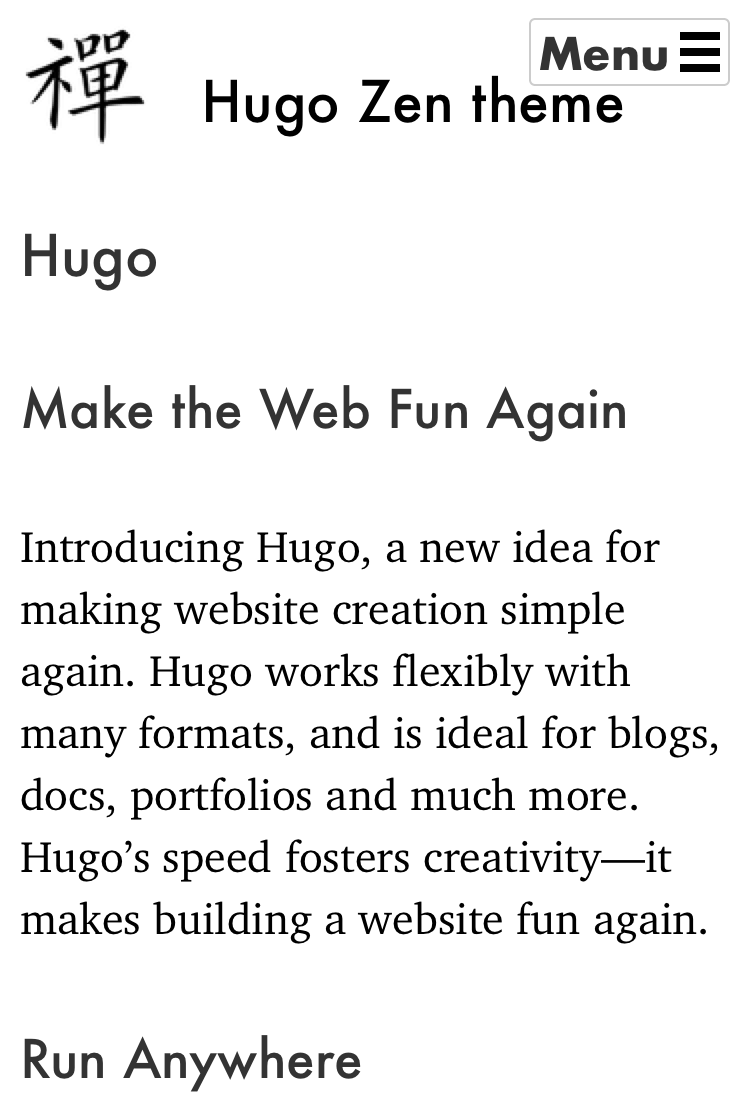 禪
Menu
Hugo Zen theme
Hugo
Make the Web Fun Again
Introducing Hugo, a new idea for
making website creation simple
again. Hugo works flexibly with
many formats, and is ideal for blogs,
docs, portfolios and much more.
Hugo’s speed fosters creativity—it
makes building a website fun again.
Run Anywhere